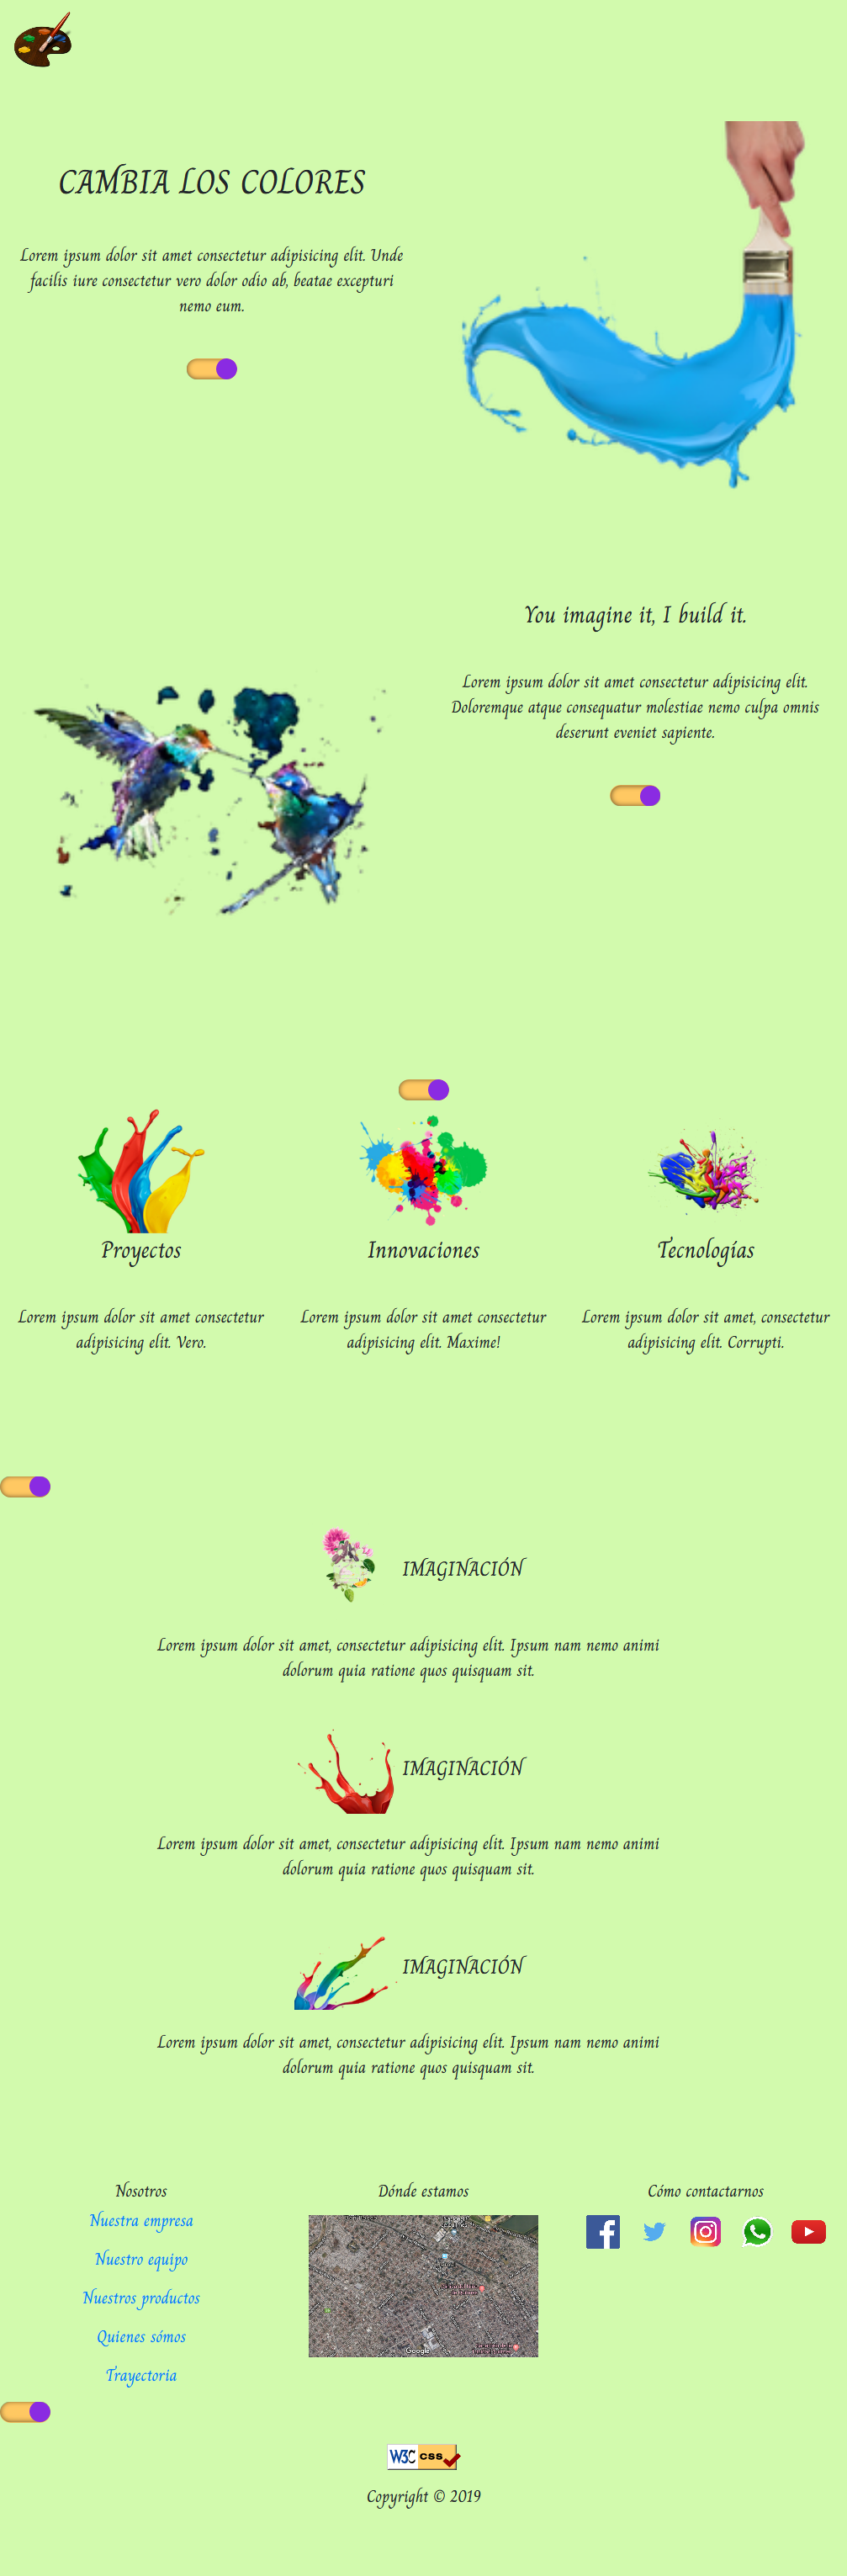 CAMBIA LOS COLORES
Lorem ipsum dolor sit amet consectetur adipisicing elit. Unde
facilis iure consectetur vero dolor odio ab, beatae excepturi
nemo eum.
You imagine it, I build it.
Lorem ipsum dolor sit amet consectetur adipisicing elit.
Doloremque atque consequatur molestiae nemo culpa omnis
deserunt eveniet sapiente.
Proyectos
Lorem ipsum dolor sit amet consectetur
adipisicing elit. Vero.
Innovaciones
Lorem ipsum dolor sit amet consectetur
adipisicing elit. Maxime!
Tecnologías
Lorem ipsum dolor sit amet, consectetur
adipisicing elit. Corrupti.
IMAGINACIÓN
Lorem ipsum dolor sit amet, consectetur adipisicing elit. Ipsum nam nemo animi
dolorum quia ratione quos quisquam sit.
IMAGINACIÓN
Lorem ipsum dolor sit amet, consectetur adipisicing elit. Ipsum nam nemo animi
dolorum quia ratione quos quisquam sit.
IMAGINACIÓN
Lorem ipsum dolor sit amet, consectetur adipisicing elit. Ipsum nam nemo animi
dolorum quia ratione quos quisquam sit.
Nosotros
Nuestra empresa
Nuestro equipo
Nuestros productos
Quienes sómos
Trayectoria
Dónde estamos
Google
Cómo contactarnos
W3C css
Copyright © 2019